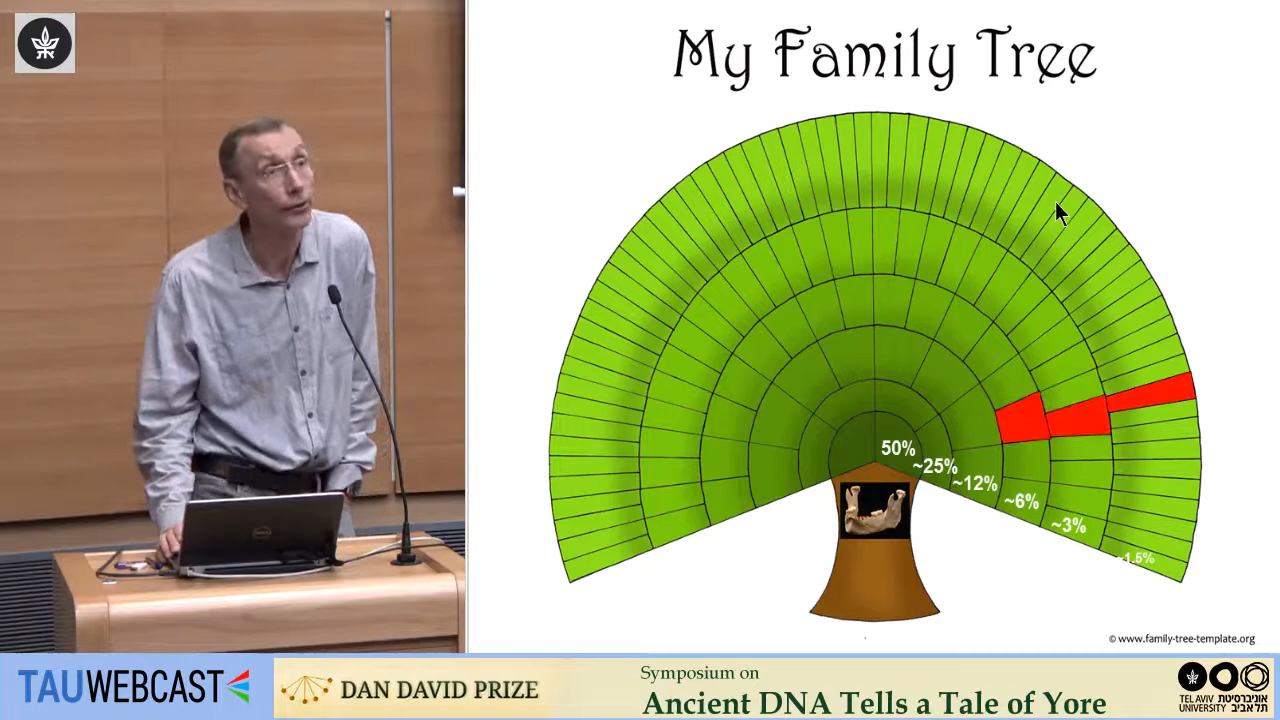 My Family Tree
50%
~25%
~12%
~6%
~3%
~1.5%
© www.family-tree-template.org
TAUWEBCAST
DAN DAVID PRIZE
Symposium on
Ancient DNA Tells a Tale of Yore
TEL AVIV אוניברסיטת
UNIVERSITY תל אביב